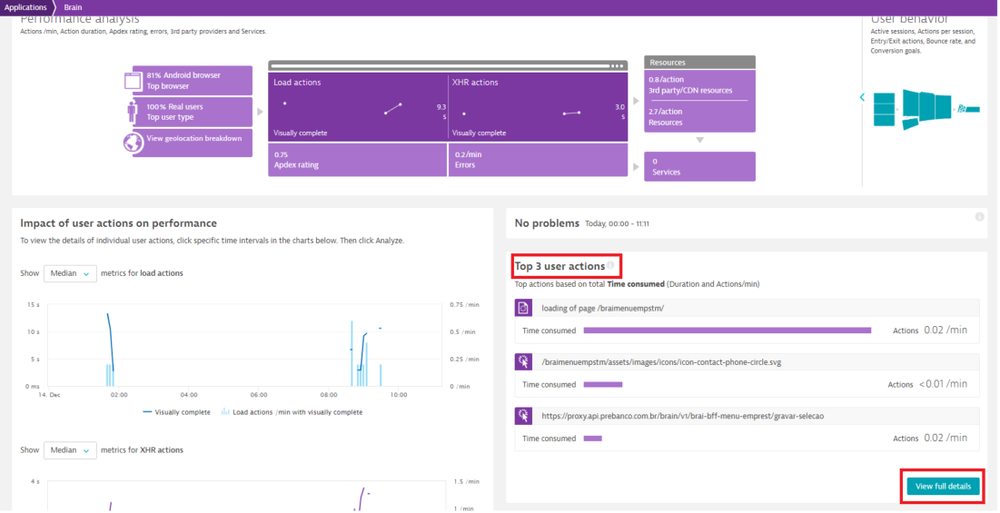 Applications
Brain
Performance analysis
Actions /min, Action duration, Apdex rating, errors, 3rd party providers and Services.
User behavior
Active sessions, Actions per session,
Entry/Exit actions, Bounce rate, and
Conversion goals.
81% Android browser
Top browser
100% Real users
Top user type
View geolocation breakdown
Load actions
9.3
s
Visually complete
XHR actions
3.0
s
Visually complete
0.75
Apdex rating
0.2/min
Errors
Resources
0.8/action
3rd party/CDN resources
2.7/action
Resources
0
Services
Impact of user actions on performance
To view the details of individual user actions, click specific time intervals in the charts below. Then click Analyze.
Show Median metrics for load actions
15 s
10 s
5 s
0 ms
0.75 /min
0.5 /min
0.25 /min
0 /min
14. Dec 02:00 04:00 06:00 08:00 10:00
Visually complete Load actions /min with visually complete
Show Median metrics for XHR actions
4 s
1.5 /min
1 /min
No problems Today, 00:00 - 11:11
Top 3 user actions
Top actions based on total Time consumed (Duration and Actions/min)
loading of page /braimenuempstm/
Time consumed Actions 0.02 /min
/braimenuempstm/assets/images/icons/icon-contact-phone-circle.svg
Time consumed Actions <0.01 /min
https://proxy.api.prebanco.com.br/brain/v1/brai-bff-menu-emprest/gravar-selecao
Time consumed Actions 0.02 /min
View full details